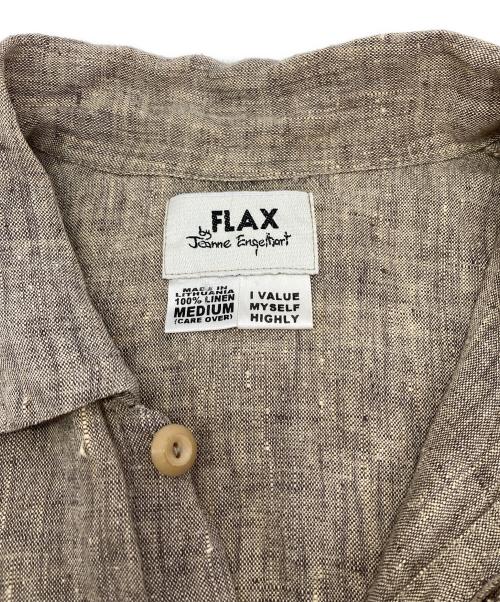 FLAX
by
Jeanne Engelhart
MADE IN
LITHUANIA
100% LINEN
MEDIUM
(CARE OVER)
I VALUE
MYSELF
HIGHLY